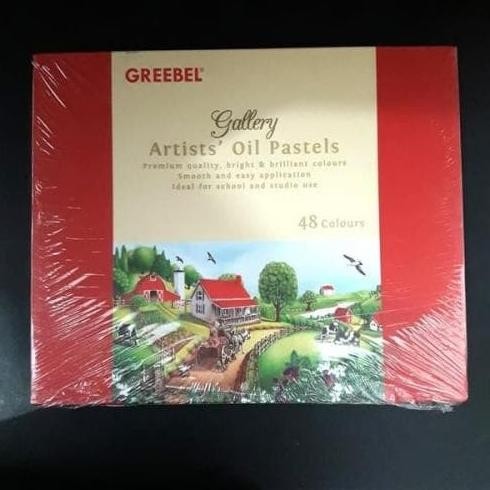 GREEBEL®
Gallery
Artists' Oil Pastels
Premium quality, bright & brilliant colours
Smooth and easy application
Ideal for school and studio use
48 Colours